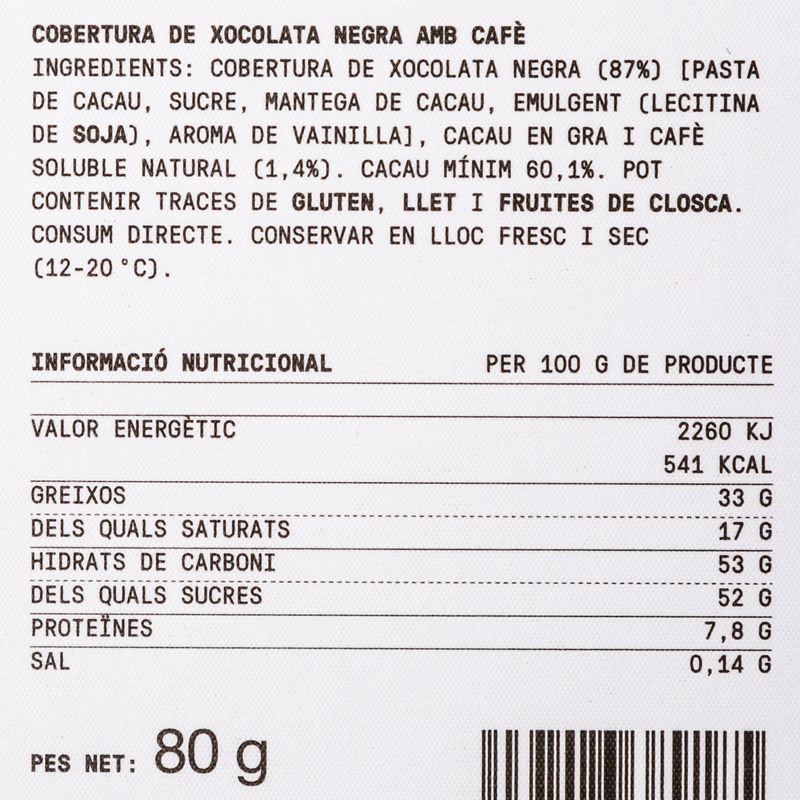 COBERTURA DE XOCOLATA NEGRA AMB CAFÈ
INGREDIENTS: COBERTURA DE XOCOLATA NEGRA (87%) [PASTA
DE CACAU, SUCRE, MANTEGA DE CACAU, EMULGENT (LECITINA
DE SOJA), AROMA DE VAINILLA], CACAU EN GRA I CAFÈ
SOLUBLE NATURAL (1,4%). CACAU MÍNIM 60,1%. POT
CONTENIR TRACES DE GLUTEN, LLET I FRUITES DE CLOSCA.
CONSUM DIRECTE. CONSERVAR EN LLOC FRESC I SEC
(12-20°C).
INFORMACIÓ NUTRICIONAL PER 100 G DE PRODUCTE
VALOR ENERGÈTIC 2260 KJ
541 KCAL
GREIXOS 33 G
DELS QUALS SATURATS 17 G
HIDRATS DE CARBONI 53 G
DELS QUALS SUCRES 52 G
PROTEÏNES 7,8 G
SAL 0,14 G
PES NET: 80 g